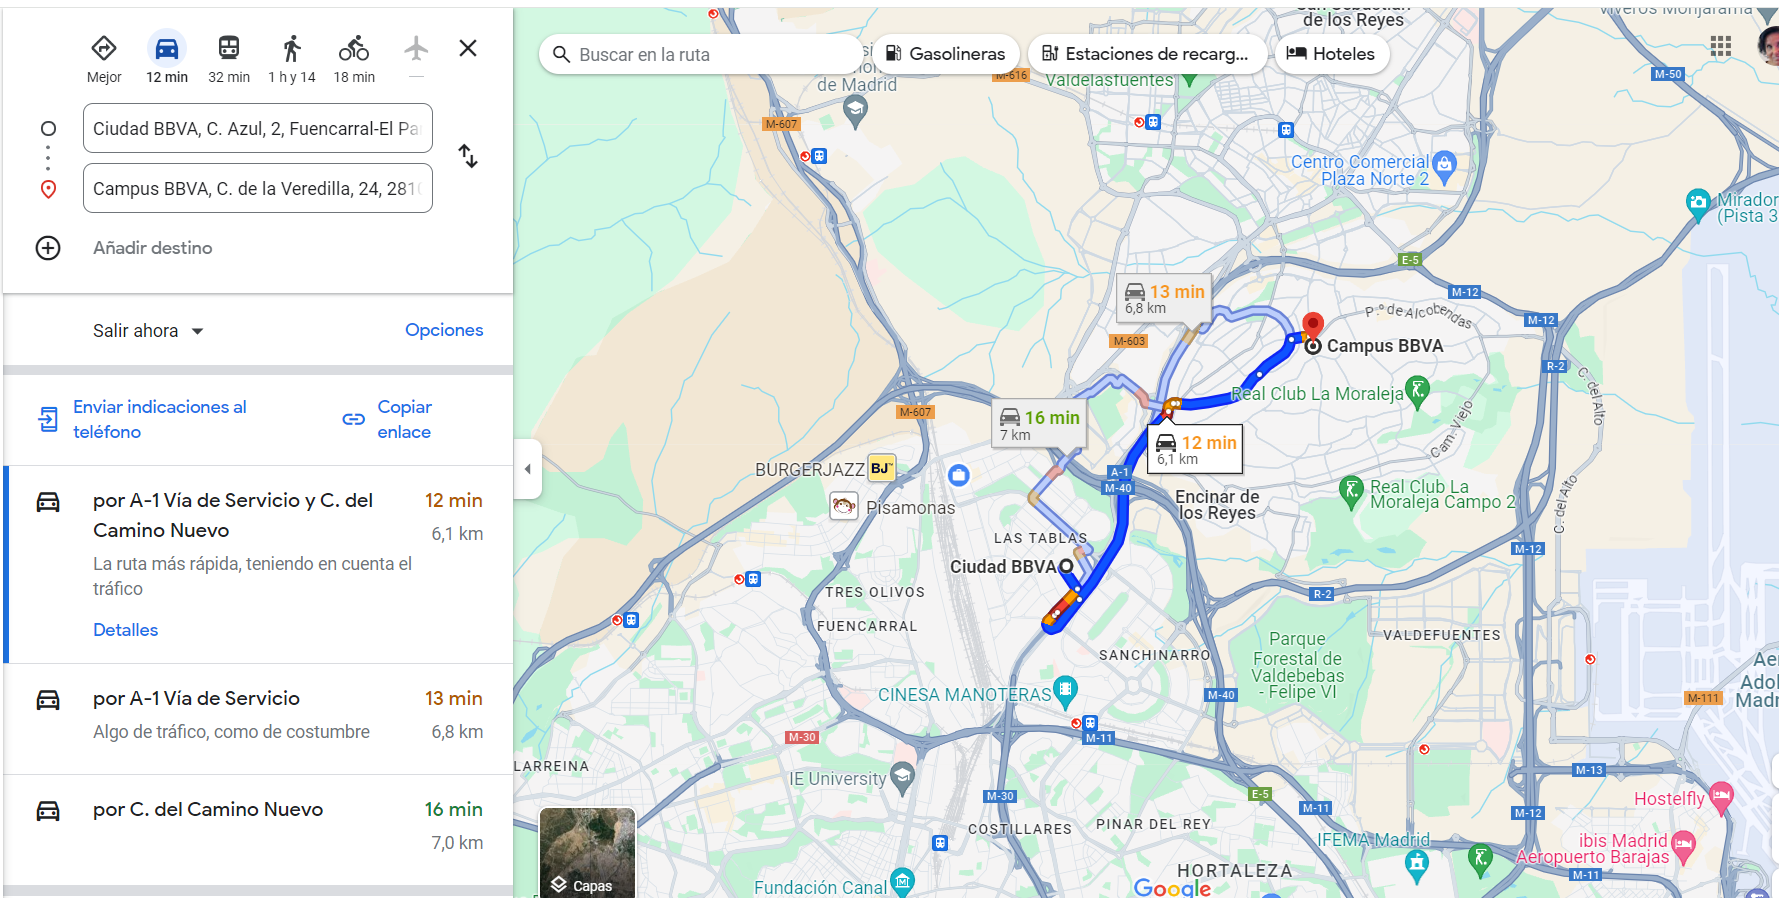 Mejor
12 min
32 min
1 h y 14
18 min
Ciudad BBVA, C. Azul, 2, Fuencarral-El Pa
Campus BBVA, C. de la Veredilla, 24, 2810
Añadir destino
Salir ahora
Opciones
Enviar indicaciones al
teléfono
Copiar
enlace
por A-1 Vía de Servicio y C. del
Camino Nuevo
12 min
6,1 km
La ruta más rápida, teniendo en cuenta el
tráfico
Detalles
por A-1 Vía de Servicio
13 min
Algo de tráfico, como de costumbre
6,8 km
por C. del Camino Nuevo
16 min
7,0 km
Buscar en la ruta
Gasolineras
Estaciones de recarg...
Hoteles
de los Reyes
M-50
M-616
de Madrid
Valdelasfuentes
M-607
Centro Comercial
Plaza Norte 2
Mirador
(Pista 3
E-5
M-12
13 min
6,8 km
P.º de Alcobendas
M-12
M-603
Campus BBVA
R-2
C. del Alto
Real Club La Moraleja
M-607
16 min
7 km
Cam. Viejo
12 min
6,1 km
BURGERJAZZ
BJ
A-1
M-40
Encinar de
los Reyes
Real Club La
Moraleja Campo 2
C. del Alto
Pisamonas
LAS TABLAS
M-12
Ciudad BBVA
TRES OLIVOS
R-2
FUENCARRAL
VALDEFUENTES
Parque
Forestal de
Valdebebas
- Felipe VI
SANCHINARRO
CINESA MANOTERAS
M-40
Aer
Adol
Madr
M-111
M-30
M-11
LARREINA
IE University
M-13
M-30
E-5
M-11
Hostelfly
M-12
COSTILLARES
PINAR DEL REY
IFEMA Madrid
ibis Madrid
Aeropuerto Barajas
HORTALEZA
M-11
Capas
Fundación Canal
Google